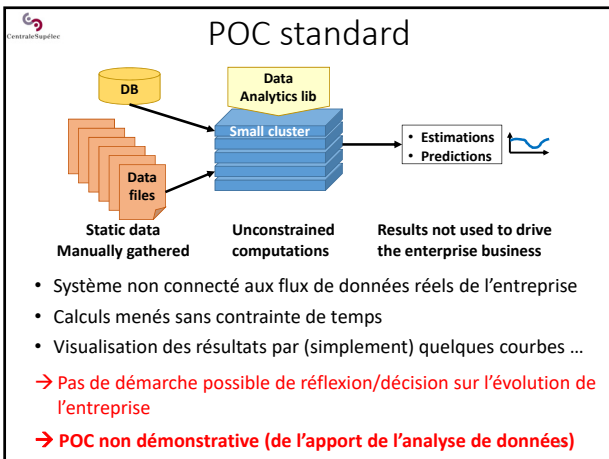 CentraleSupélec
POC standard
DB
Data
Analytics lib
Small cluster
• Estimations
• Predictions
Data
files
Static data
Manually gathered
Unconstrained
computations
Results not used to drive
the enterprise business
• Système non connecté aux flux de données réels de l'entreprise
• Calculs menés sans contrainte de temps
• Visualisation des résultats par (simplement) quelques courbes …
→ Pas de démarche possible de réflexion/décision sur l'évolution de
l'entreprise
→ POC non démonstrative (de l'apport de l'analyse de données)